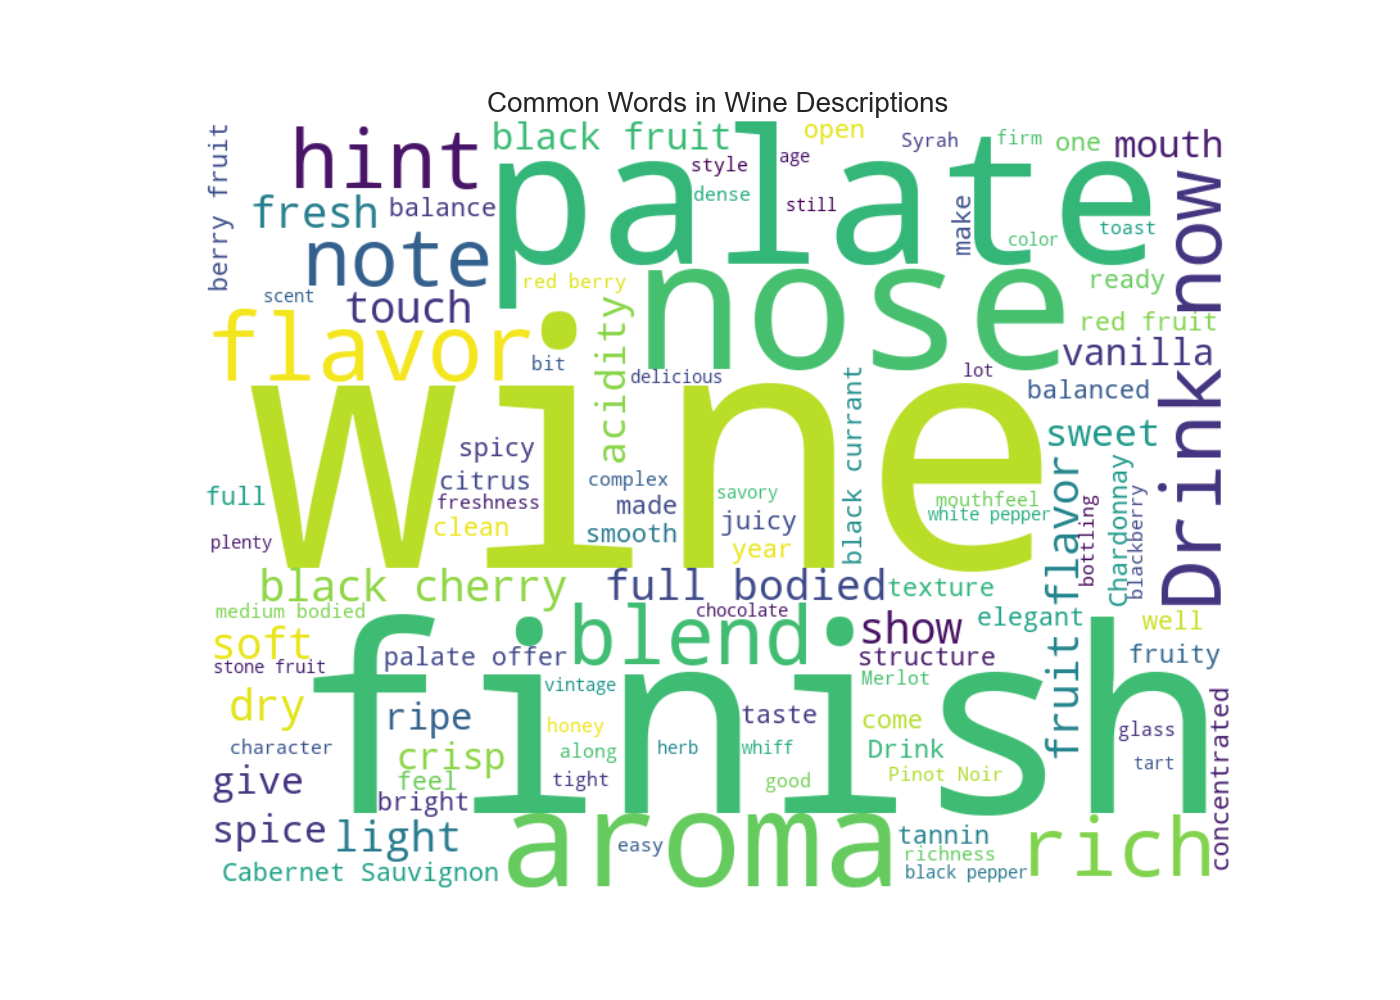 Common Words in Wine Descriptions
berry fruit
hint
black fruit
palate
open
Syrah
firm
one
mouth
style
age
dense
still
fresh
balance
make
color
toast
Drink now
note
scent
touch
red berry
nose
ready
red fruit
vanilla
flavor
acidity
bit
delicious
lot
balanced
wine
black currant
sweet
spicy
citrus
freshness
clean
complex
made
smooth
savory
juicy
year
mouthfeel
white pepper
fruit flavor
bottling
Chardonnay
blackberry
full
plenty
black cherry
full bodied
texture
medium bodied
chocolate
elegant
well
soft
stone fruit
finish
blend
show
structure
fruity
palate offer
vintage
Merlot
dry
ripe
honey
taste
come
glass
concentrated
character
crisp
along
herb
whiff
Drink
tart
give
feel
bright
tight
good
Pinot Noir
spice
light
aroma
easy
tannin
richness
black pepper
rich
Cabernet Sauvignon